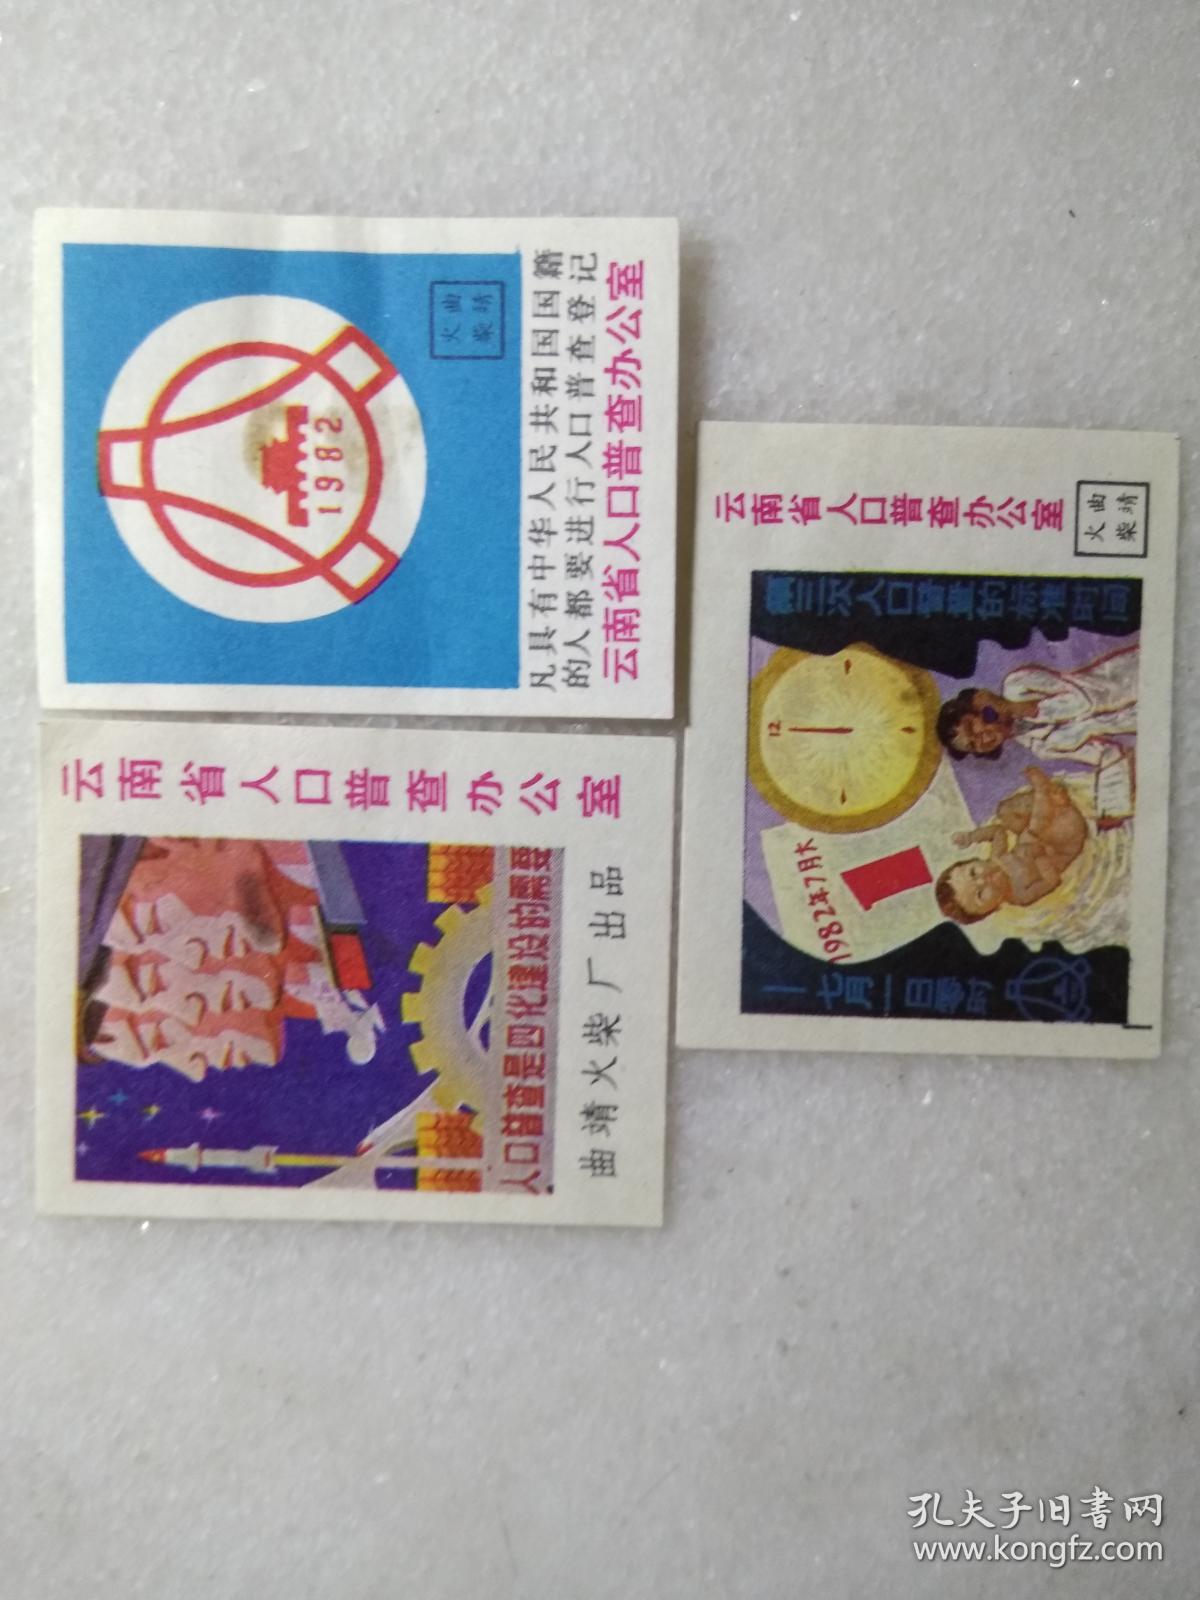 1982
曲靖
火柴
凡具有中华人民共和国国籍
的人都要进行人口普查登记
云南省人口普查办公室
云南省人口普查办公室
人口普查是四化建设的需要
曲靖火柴厂出品
云南省人口普查办公室
曲靖
火柴
第三次人口普查的标准时间
12
1982年7月大
1
一七月一日零时
孔夫子旧书网
www.kongfz.com